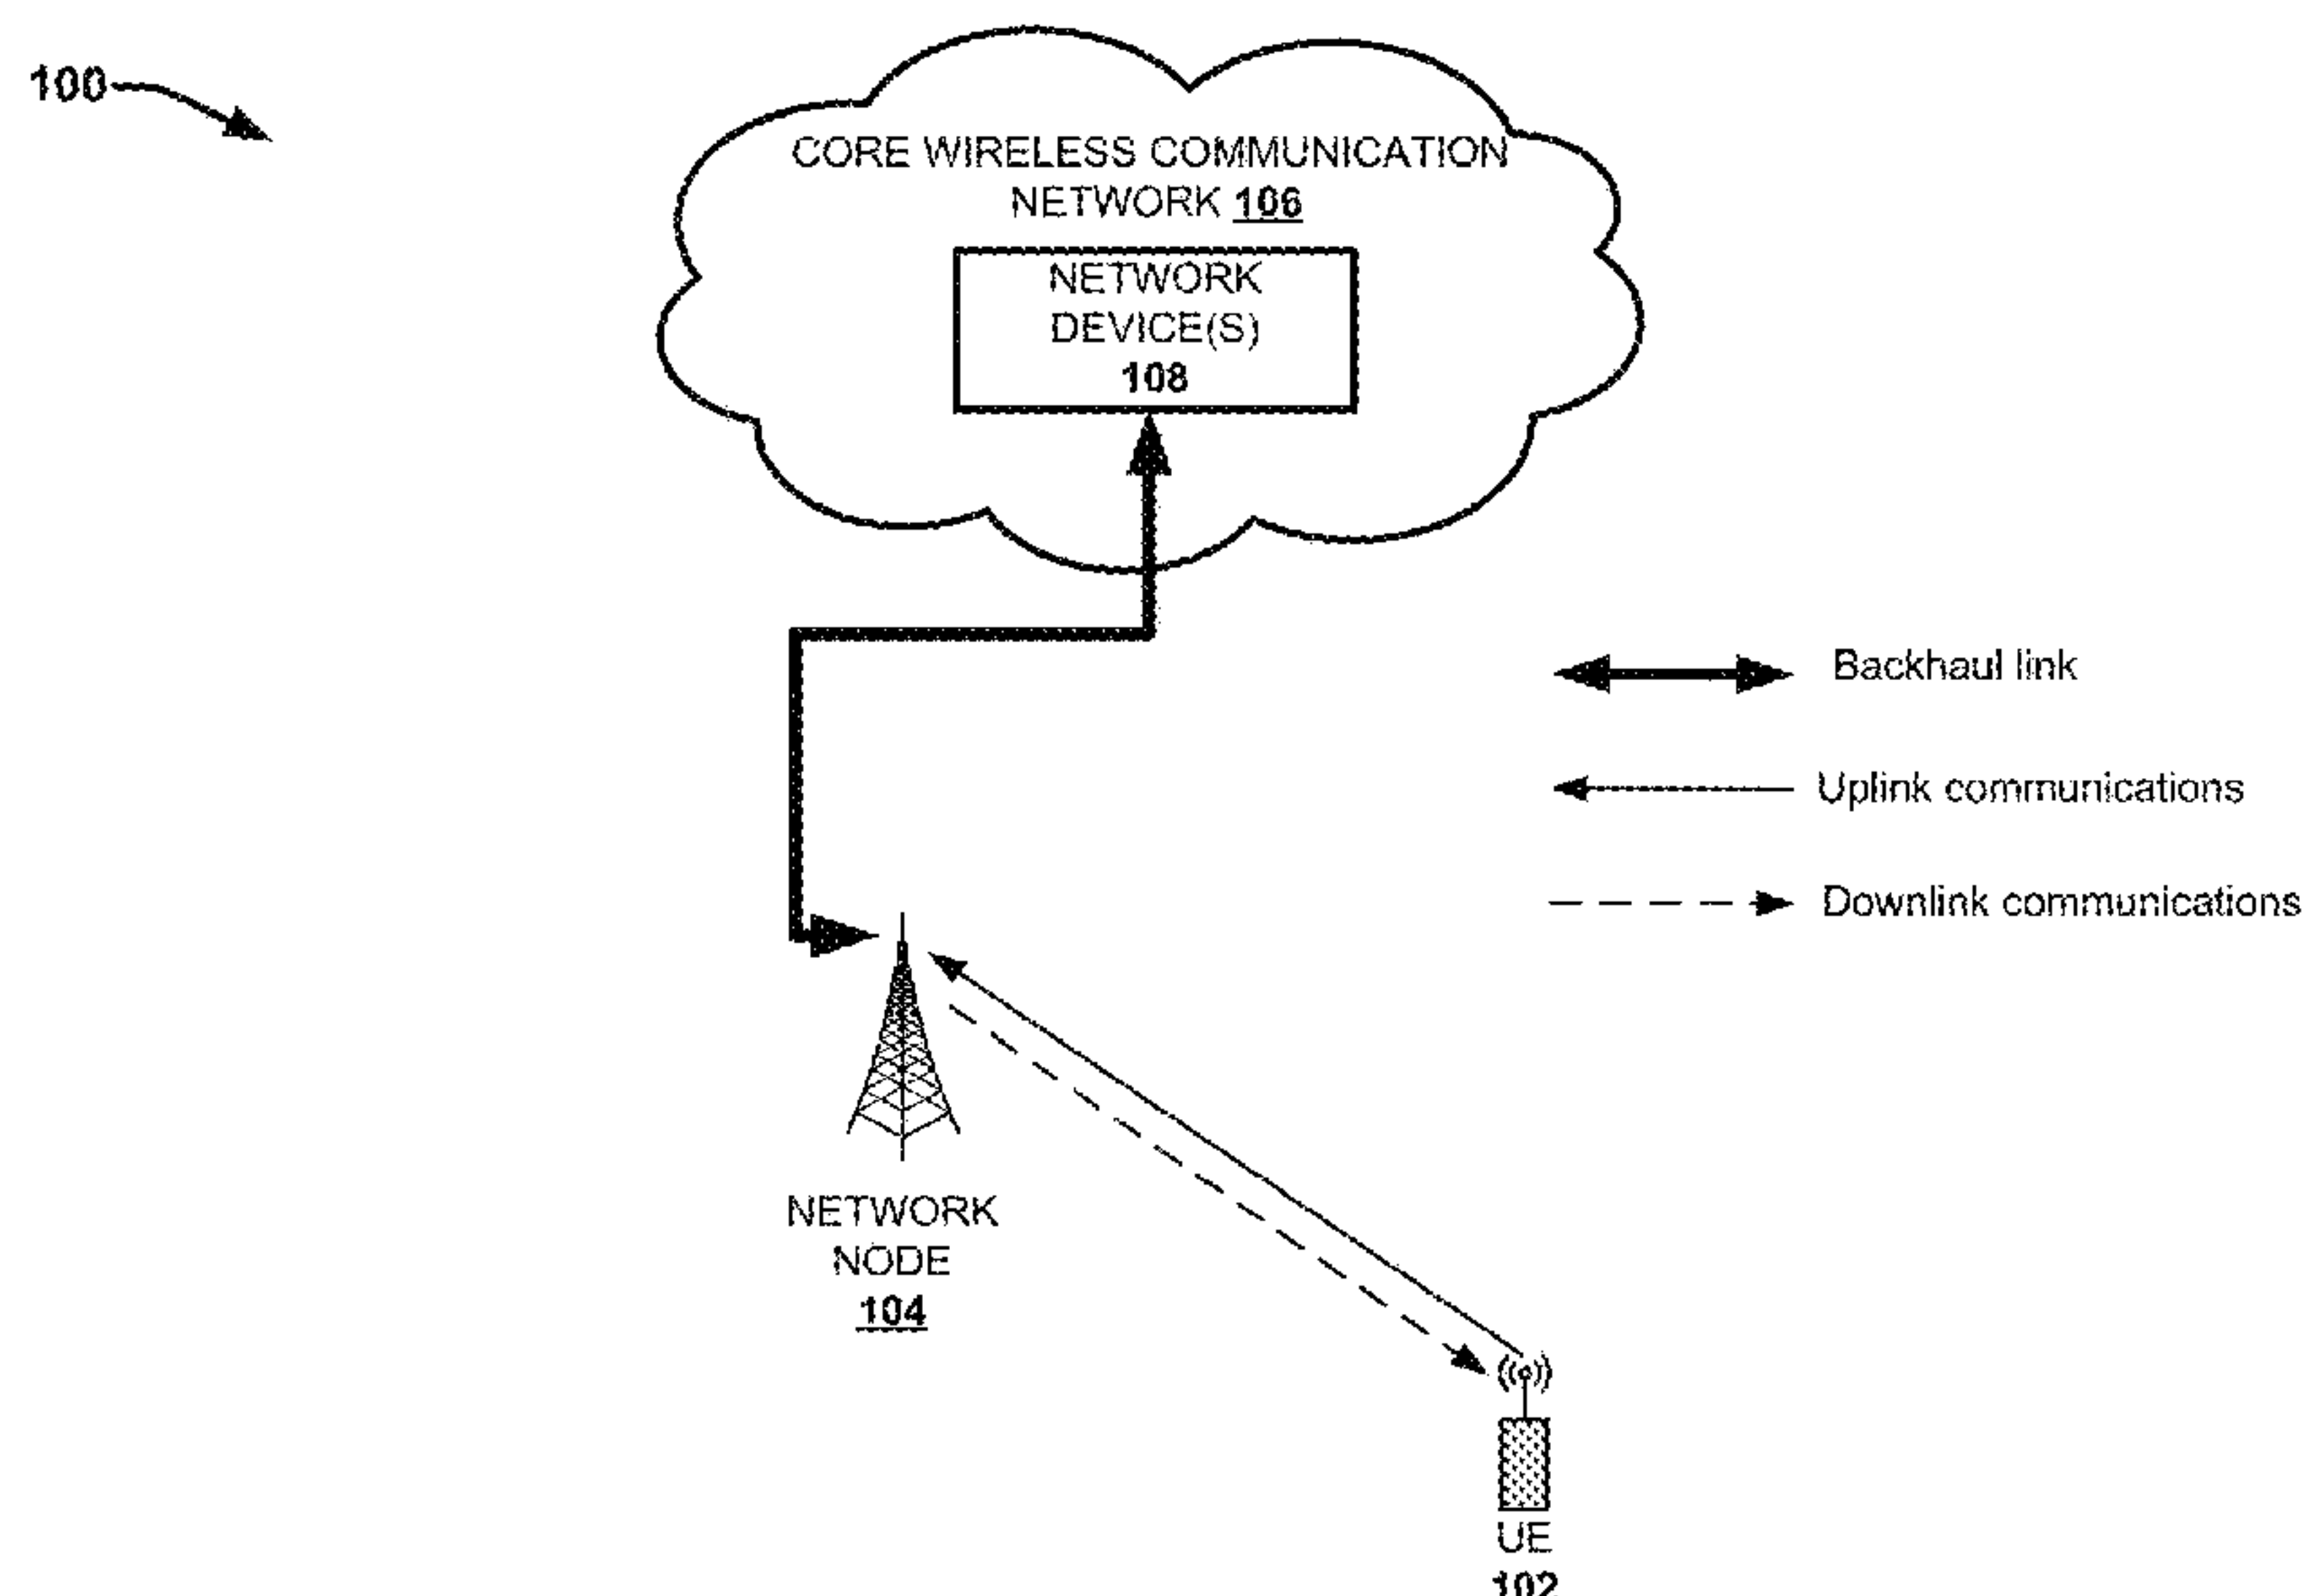 100
CORE WIRELESS COMMUNICATION
NETWORK 106
NETWORK
DEVICE(S)
108
Backhaul link
Uplink communications
Downlink communications
NETWORK
NODE
104
UE
102